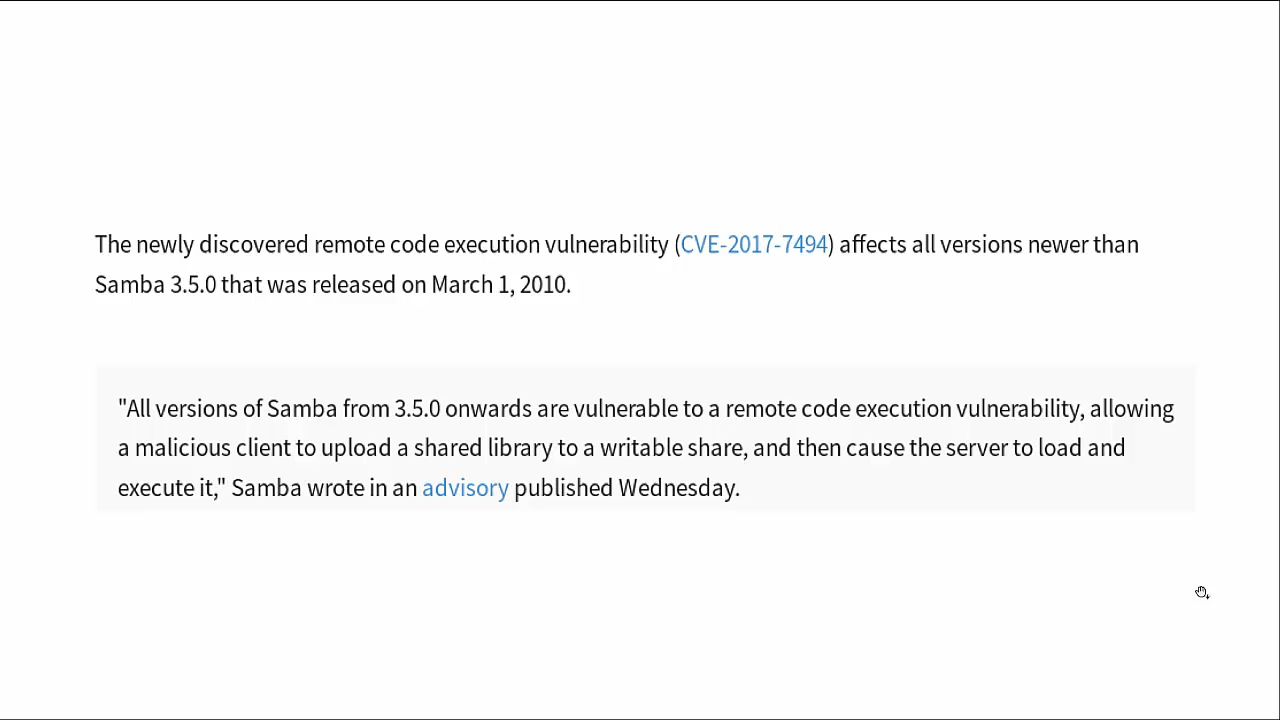 The newly discovered remote code execution vulnerability (CVE-2017-7494) affects all versions newer than
Samba 3.5.0 that was released on March 1, 2010.
"All versions of Samba from 3.5.0 onwards are vulnerable to a remote code execution vulnerability, allowing
a malicious client to upload a shared library to a writable share, and then cause the server to load and
execute it," Samba wrote in an advisory published Wednesday.